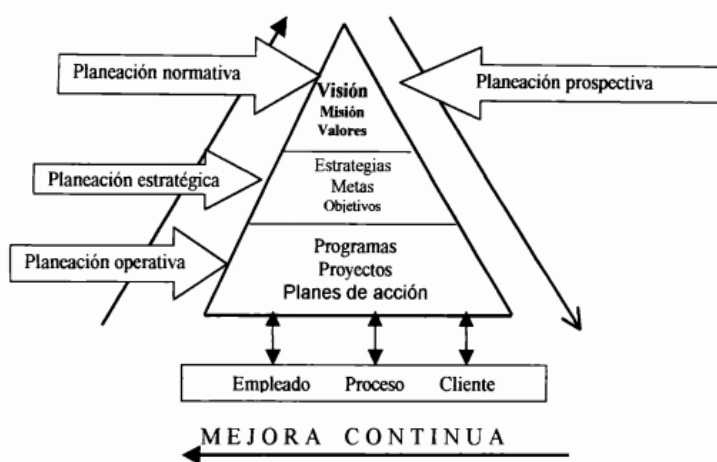 Planeación normativa
Planeación prospectiva
Visión
Misión
Valores
Planeación estratégica
Estrategias
Metas
Objetivos
Planeación operativa
Programas
Proyectos
Planes de acción
Empleado Proceso Cliente
MEJORA CONTINUA